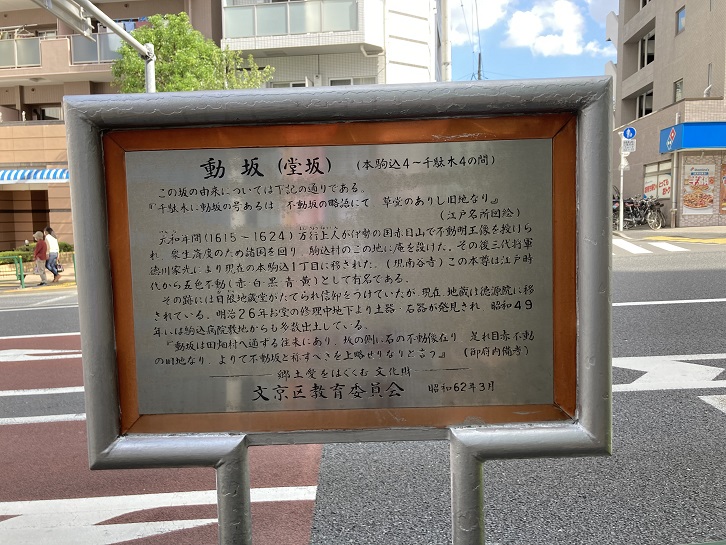 動坂(堂坂) (本駒込4～千駄木4の間)
この坂の由来については下記の通りである。
『千駄木に動坂の号あるは 不動坂の略語にて 草堂のありし旧地なり』
(江戸名所図絵)
元和年間(1615～1624)万行上人が伊勢の国赤目山で不動明王像を授けら
れ、衆生済度のため諸国を回り、駒込村のこの地に庵を設けた。その後三代将軍
徳川家光により現在の本駒込1丁目に移された。(現南谷寺)この本尊は江戸時
代から五色不動(赤白黒青黄)として有名である。
その跡には日限地蔵堂がたてられ信仰をうけていたが、現在、地蔵は徳源院に移
されている。明治26年お堂の修理中地下より土器・石器が発見され 昭和49
年には駒込病院敷地からも多数出土している。
『動坂は田畑村へ通ずる往来にあり、坂の側に石の不動像在り 是れ目赤不動
の旧地なり、よりて不動坂と称すべきを上略せりなりと言う』 (御府内備考)
郷土愛をはぐくむ 文化財
文京区教育委員会 昭和62年3月